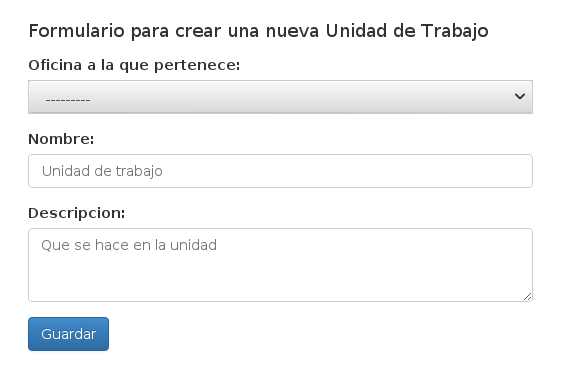 Formulario para crear una nueva Unidad de Trabajo
Oficina a la que pertenece:
---------
Nombre:
Unidad de trabajo
Descripcion:
Que se hace en la unidad
Guardar